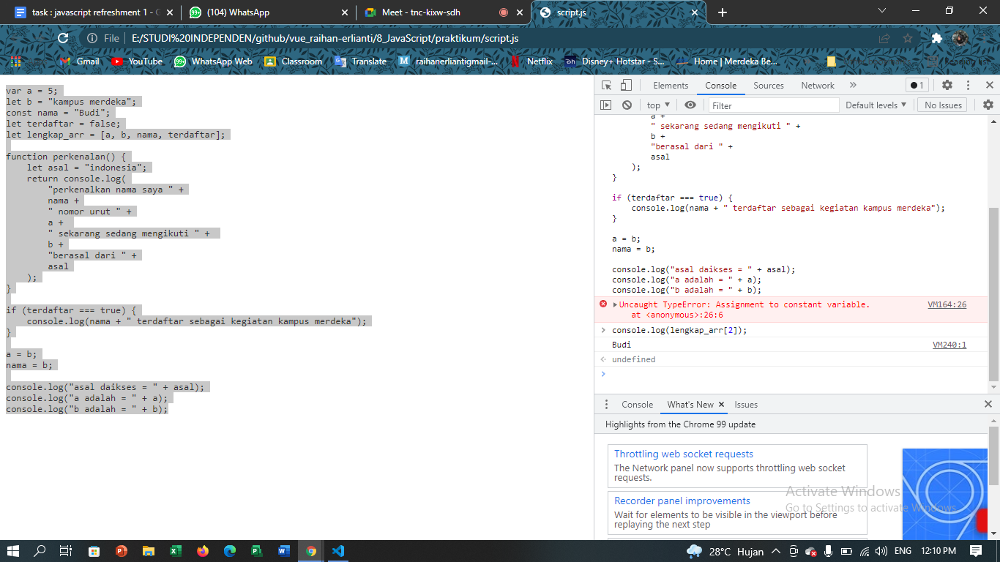 task : javascript refreshment 1 - G
(104) WhatsApp
Meet - tnc-kixw-sdh
script.js
File
E:/STUDI%20INDEPENDEN/github/vue_raihan-erlianti/8_JavaScript/praktikum/script.js
Gmail
YouTube
WhatsApp Web
Classroom
Translate
raihanerliantigmail-...
Netflix
Disney+ Hotstar - S...
Home | Merdeka Be...
var a = 5;
let b = "kampus merdeka";
const nama = "Budi";
let terdaftar = false;
let lengkap_arr = [a, b, nama, terdaftar];
function perkenalan() {
let asal = "indonesia";
return console.log(
"perkenalkan nama saya " +
nama +
" nomor urut " +
a +
" sekarang sedang mengikuti " +
b +
"berasal dari " +
asal
);
}
if (terdaftar === true) {
console.log(nama + " terdaftar sebagai kegiatan kampus merdeka");
}
a = b;
nama = b;
console.log("asal daikses = " + asal);
console.log("a adalah = " + a);
console.log("b adalah = " + b);
Elements
Console
Sources
Network
1
top
Filter
Default levels
No Issues
a +
" sekarang sedang mengikuti " +
b +
"berasal dari " +
asal
);
}
if (terdaftar === true) {
console.log(nama + " terdaftar sebagai kegiatan kampus merdeka");
}
a = b;
nama = b;
console.log("asal daikses = " + asal);
console.log("a adalah = " + a);
console.log("b adalah = " + b);
Uncaught TypeError: Assignment to constant variable.
VM164:26
at <anonymous>:26:6
console.log(lengkap_arr[2]);
Budi
VM240:1
undefined
Console
What's New
Issues
Highlights from the Chrome 99 update
Throttling web socket requests
The Network panel now supports throttling web socket
requests.
Recorder panel improvements
Wait for elements to be visible in the viewport before
replaying the next step
Activate Windows
Go to Settings to activate Windows.
28°C Hujan
ENG
12:10 PM